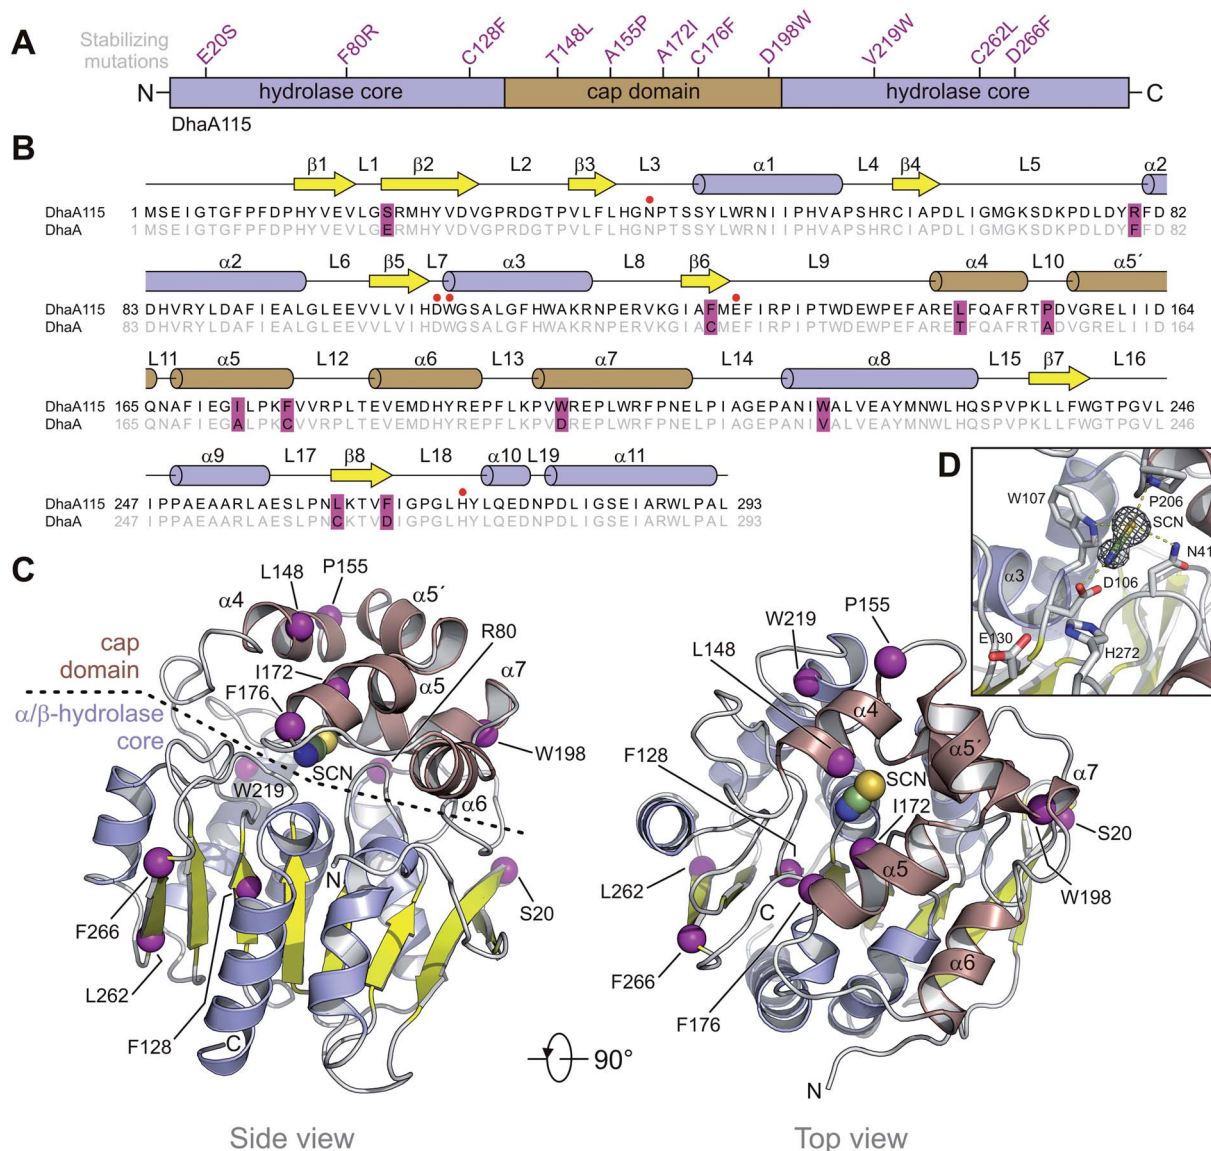 A
Stabilizing
mutations
E20S F80R C128F T148L A155P A172I C176F D198W V219W C262L D266F
N hydrolase core cap domain hydrolase core C
DhaA115
B
β1 L1 β2 L2 β3 L3 α1 L4 β4 L5 α2
DhaA115 1 MSEIGTGFPFDPHYVEVLGSRMHYVDVGPRDGTPVLFLHGNPTSSYLWRNIIPHVAPSHRCIAPDLIGMGKSDKPDLDYRFD 82
DhaA 1 MSEIGTGFPFDPHYVEVLGERMHYVDVGPRDGTPVLFLHGNPTSSYLWRNIIPHVAPSHRCIAPDLIGMGKSDKPDLDYFFD 82
α2 L6 β5 L7 α3 L8 β6 L9 α4 L10 α5´
DhaA115 83 DHVRYLDAFIEALGLEEVVLVIHDWGSALGFHWAKRNPERVKGIAFMEFIRPIPTWDEWPEFARELFQAFRTPDVGRELIID 164
DhaA 83 DHVRYLDAFIEALGLEEVVLVIHDWGSALGFHWAKRNPERVKGIACMEFIRPIPTWDEWPEFARETFQAFRTADVGRELIID 164
L11 α5 L12 α6 L13 α7 L14 α8 L15 β7 L16
DhaA115 165 QNAFIEGILPKFVVRPLTEVEMDHYREPFLKPVWREPLWRFPNELPIAGEPANIWALVEAYMNWLHQSPVPKLLFWGTPGVL 246
DhaA 165 QNAFIEGALPKCVVRPLTEVEMDHYREPFLKPVDREPLWRFPNELPIAGEPANIVALVEAYMNWLHQSPVPKLLFWGTPGVL 246
α9 L17 β8 L18 α10 L19 α11
DhaA115 247 IPPAEAARLAESLPNLKTVFIGPGLHYLQEDNPDLIGSEIARWLPAL 293
DhaA 247 IPPAEAARLAESLPNCKTVDIGPGLHYLQEDNPDLIGSEIARWLPAL 293
D
W107
P206
SCN
N41
α3
D106
E130
H272
C
L148
P155
α4
α5´
R80
cap
domain
I172
F176
α5
α7
α/β-hydrolase
core
W198
SCN
W219
α6
N
S20
F266
L262
F128
C
90°
Side view
P155
W219
L148
α4
F128
α5´
SCN
α7
I172
S20
α5
L262
W198
C
F266
α6
F176
N
Top view